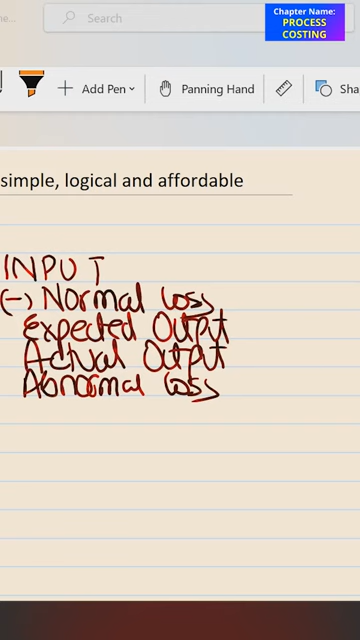 Chapter Name:
PROCESS
COSTING
Search
Add Pen
Panning Hand
simple, logical and affordable
INPUT
(-) Normal Loss
Expected Output
Actual Output
Abnormal Loss